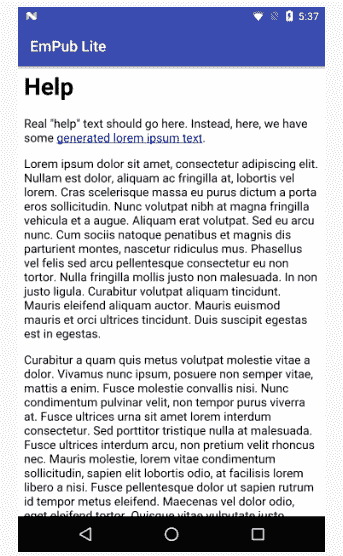 5:37
EmPub Lite
Help
Real "help" text should go here. Instead, here, we have
some generated lorem ipsum text.
Lorem ipsum dolor sit amet, consectetur adipiscing elit.
Nullam est dolor, aliquam ac fringilla at, lobortis vel
lorem. Cras scelerisque massa eu purus dictum a porta
eros sollicitudin. Nunc volutpat nibh at magna fringilla
vehicula et a augue. Aliquam erat volutpat. Sed eu arcu
nunc. Cum sociis natoque penatibus et magnis dis
parturient montes, nascetur ridiculus mus. Phasellus
vel felis sed arcu pellentesque consectetur eu non
tortor. Nulla fringilla mollis justo non malesuada. In non
justo ligula. Curabitur volutpat aliquam tincidunt.
Mauris eleifend aliquam auctor. Mauris euismod
mauris et orci ultrices tincidunt. Duis suscipit egestas
est in egestas.
Curabitur a quam quis metus volutpat molestie vitae a
dolor. Vivamus nunc ipsum, posuere non semper vitae,
mattis a enim. Fusce molestie convallis nisi. Nunc
condimentum pulvinar velit, non tempor purus viverra
at. Fusce ultrices urna sit amet lorem interdum
consectetur. Sed porttitor tristique nulla at malesuada.
Fusce ultrices interdum arcu, non pretium velit rhoncus
nec. Mauris molestie, lorem vitae condimentum
sollicitudin, sapien elit lobortis odio, at facilisis lorem
libero a nisi. Fusce pellentesque dolor ut sapien rutrum
id tempor metus eleifend. Maecenas vel dolor odio,
eget eleifend tortor. Quisque vitae vulputate justo